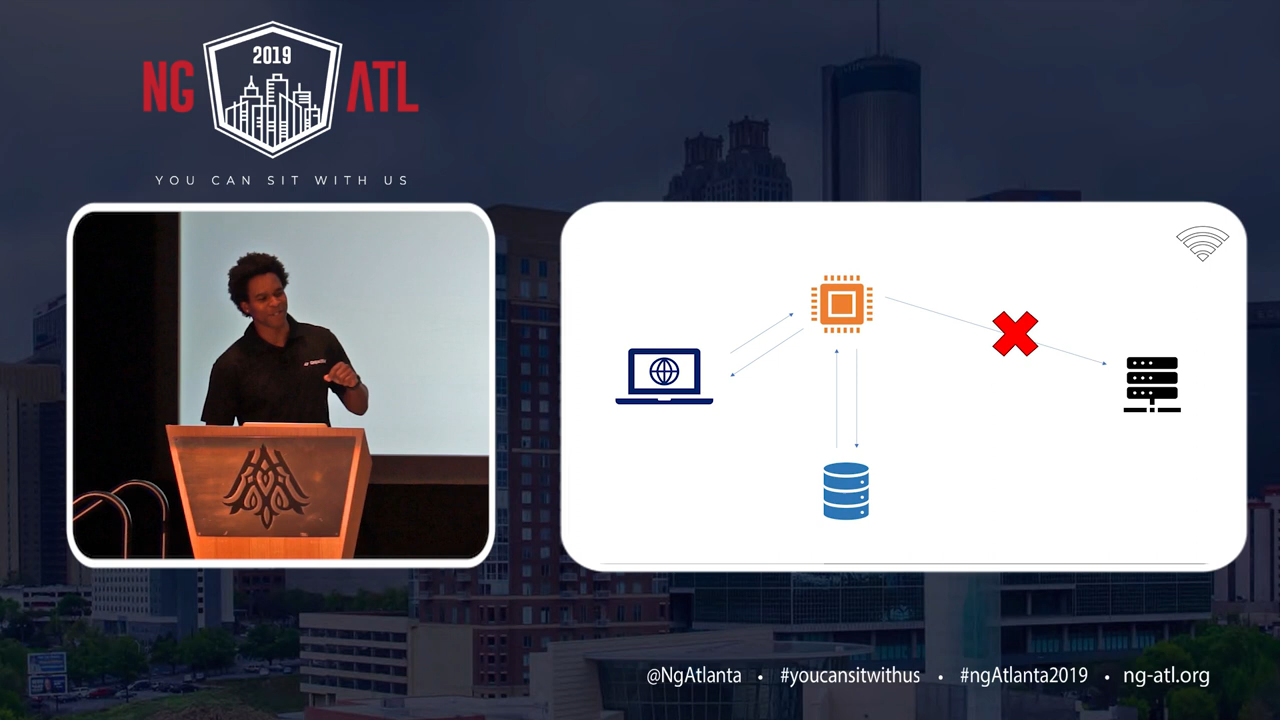 2019
NG ATL
YOU CAN SIT WITH US
@NgAtlanta • #youcansitwithus • #ngAtlanta2019 • ng-atl.org